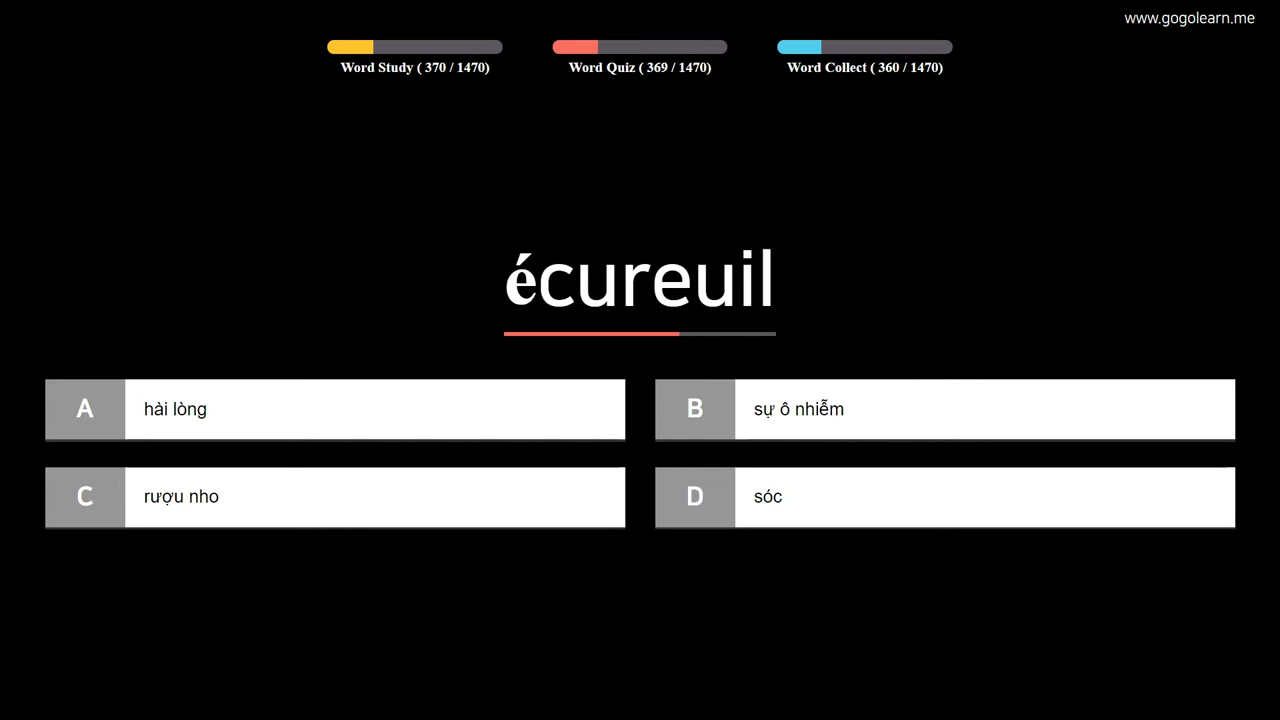 www.gogolearn.me
Word Study ( 370 / 1470)
Word Quiz ( 369 / 1470)
Word Collect ( 360 / 1470)
écureuil
A
hài lòng
B
sự ô nhiễm
C
rượu nho
D
sóc